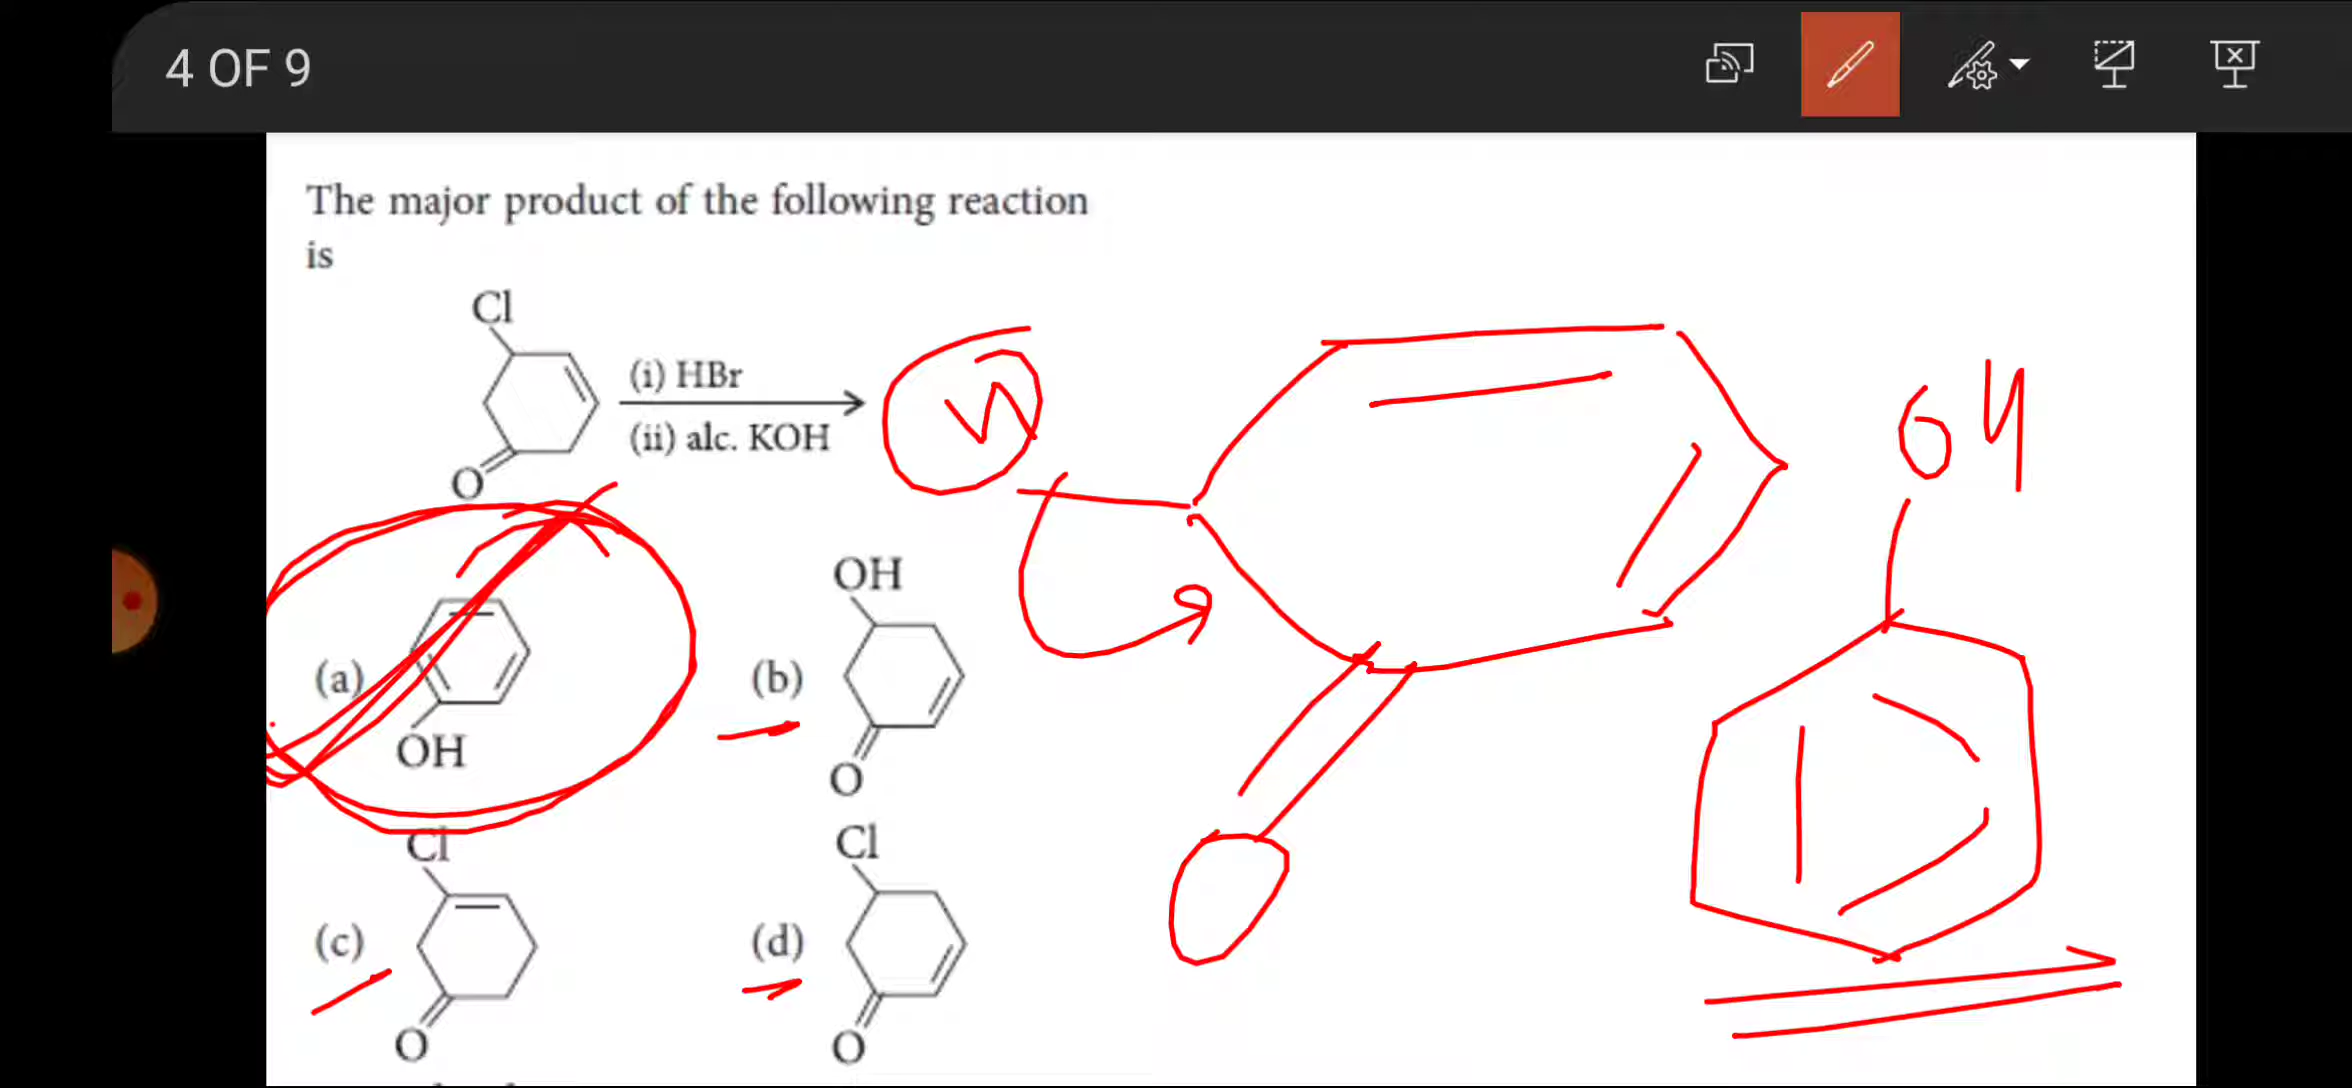 4 OF 9
The major product of the following reaction
is
Cl
(i) HBr
(ii) alc. KOH
O
OH
OH
(a)
(b)
OH
O
Cl
Cl
(c)
(d)
O
O